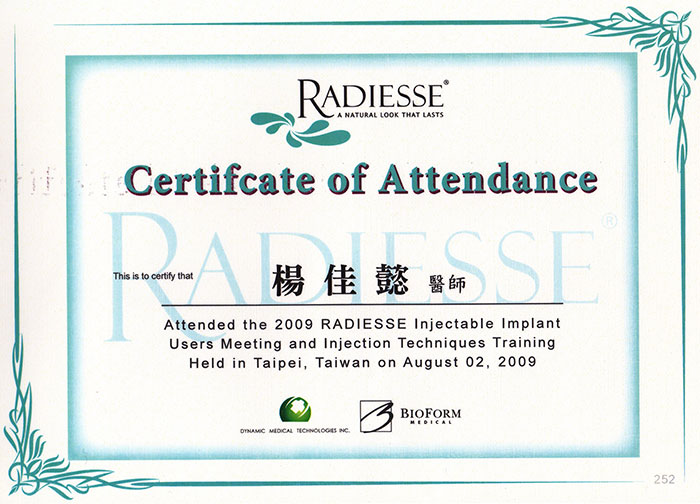 RADIESSE®
A NATURAL LOOK THAT LASTS
Certifcate of Attendance
RADIESSE®
This is to certify that
楊佳懿 醫師
Attended the 2009 RADIESSE Injectable Implant
Users Meeting and Injection Techniques Training
Held in Taipei, Taiwan on August 02, 2009
DYNAMIC MEDICAL TECHNOLOGIES INC.
BIOFORM
MEDICAL
252